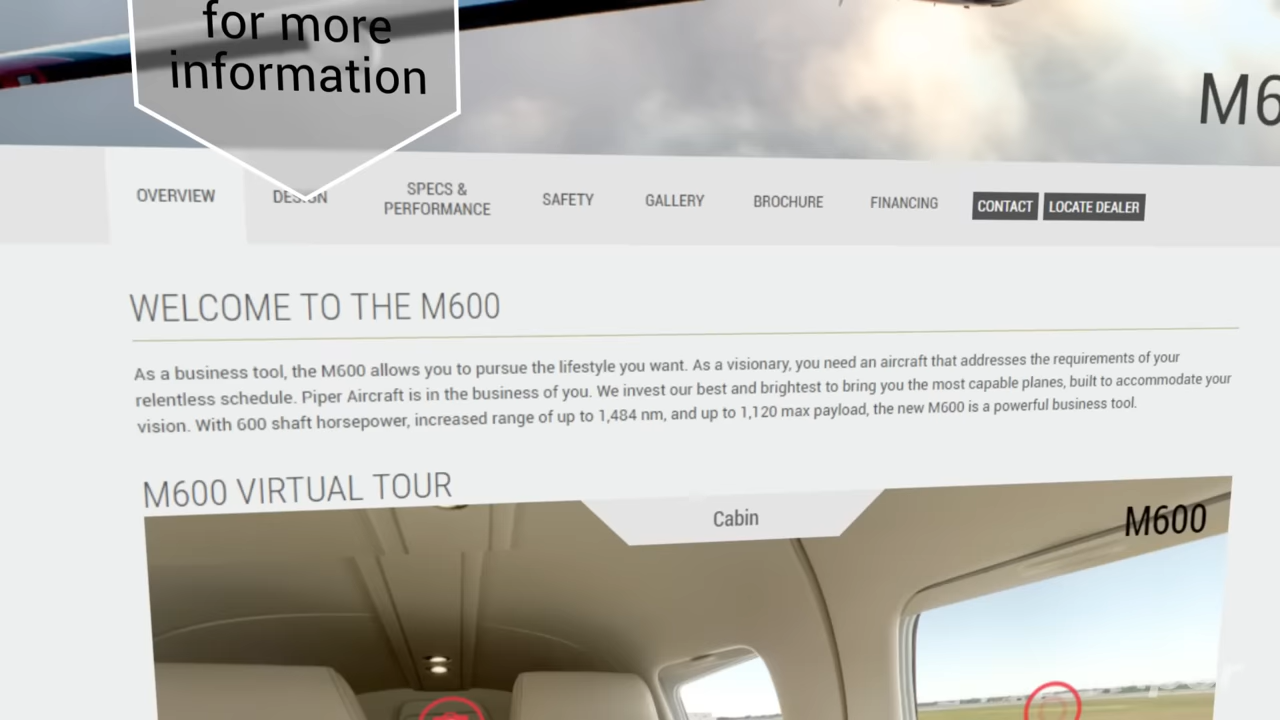 for more
information
M6
OVERVIEW
DESIGN
SPECS &
PERFORMANCE
SAFETY
GALLERY
BROCHURE
FINANCING
CONTACT
LOCATE DEALER
WELCOME TO THE M600
As a business tool, the M600 allows you to pursue the lifestyle you want. As a visionary, you need an aircraft that addresses the requirements of your
relentless schedule. Piper Aircraft is in the business of you. We invest our best and brightest to bring you the most capable planes, built to accommodate your
vision. With 600 shaft horsepower, increased range of up to 1,484 nm, and up to 1,120 max payload, the new M600 is a powerful business tool.
M600 VIRTUAL TOUR
Cabin
M600